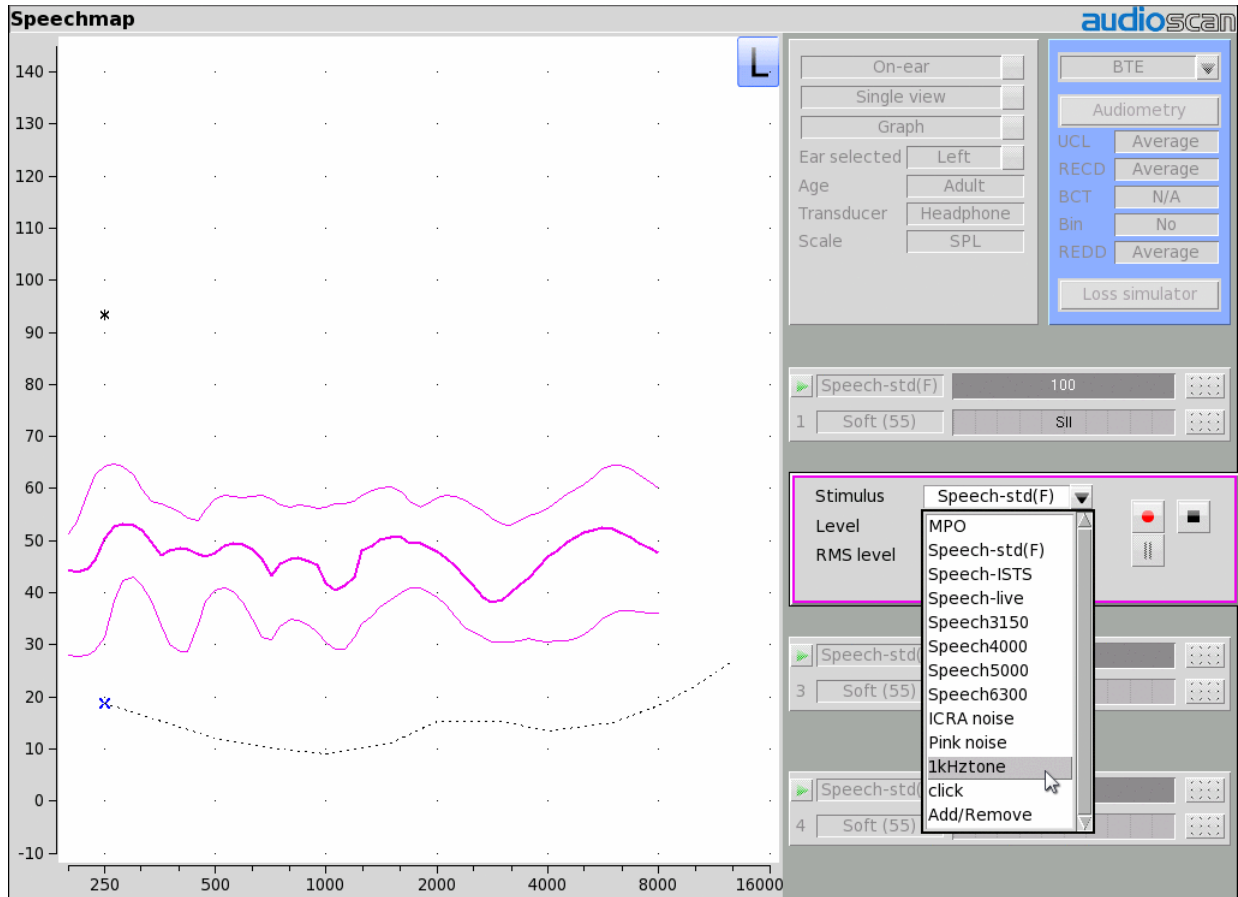 Speechmap
audioscan
L
140
130
120
110
100
90
80
70
60
50
40
30
20
10
0
-10
250 500 1000 2000 4000 8000 16000
On-ear
Single view
Graph
Ear selected Left
Age Adult
Transducer Headphone
Scale SPL
BTE
Audiometry
UCL Average
RECD Average
BCT N/A
Bin No
REDD Average
Loss simulator
Speech-std(F) 100
1 Soft (55) SII
Stimulus Speech-std(F)
Level
RMS level
MPO
Speech-std(F)
Speech-ISTS
Speech-live
Speech3150
Speech4000
Speech5000
Speech6300
ICRA noise
Pink noise
1kHztone
click
Add/Remove
Speech-std(
3 Soft (55)
Speech-std(
4 Soft (55)